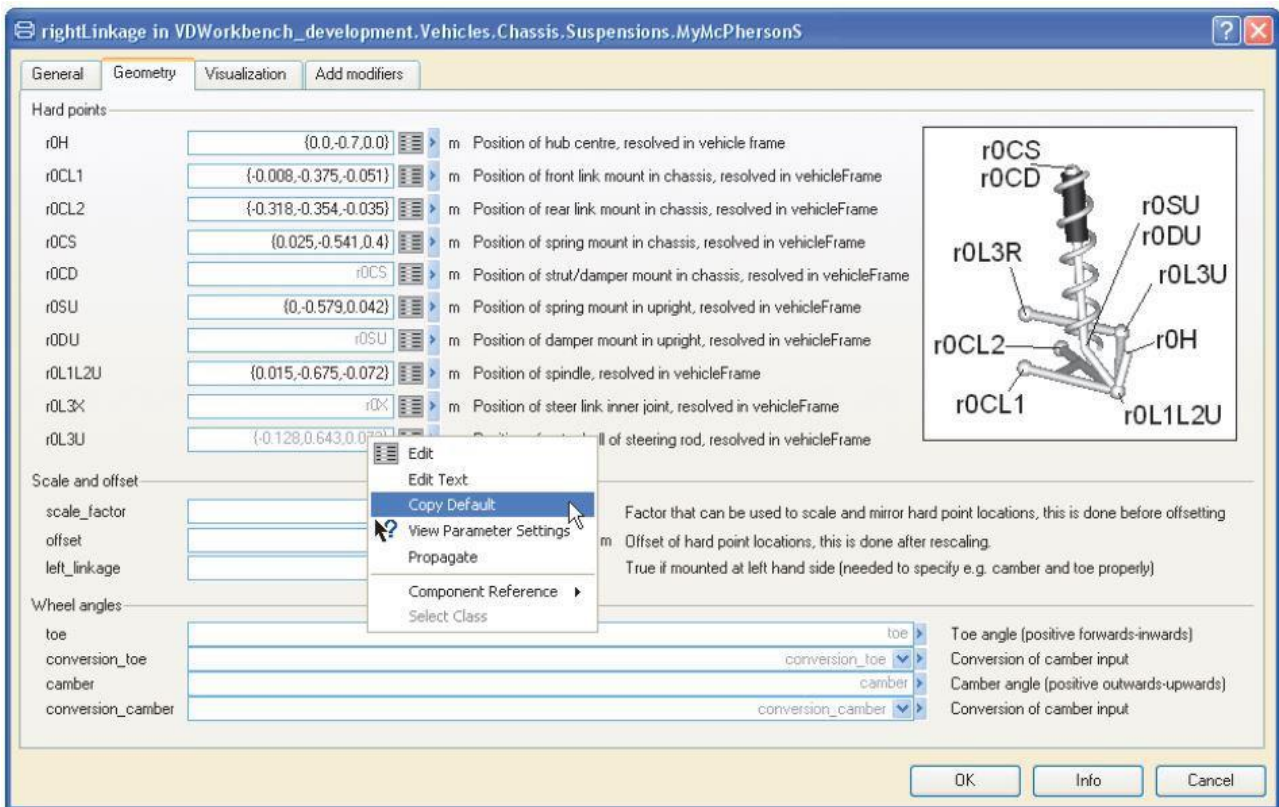 rightLinkage in VDWorkbench_development.Vehicles.Chassis.Suspensions.MyMcPhersonS
General Geometry Visualization Add modifiers
Hard points
r0H {0.0,-0.7,0.0} m Position of hub centre, resolved in vehicle frame
r0CL1 {-0.008,-0.375,-0.051} m Position of front link mount in chassis, resolved in vehicleFrame
r0CL2 {-0.318,-0.354,-0.035} m Position of rear link mount in chassis, resolved in vehicleFrame
r0CS {0.025,-0.541,0.4} m Position of spring mount in chassis, resolved in vehicleFrame
r0CD r0CS m Position of strut/damper mount in chassis, resolved in vehicleFrame
r0SU {0,-0.579,0.042} m Position of spring mount in upright, resolved in vehicleFrame
r0DU r0SU m Position of damper mount in upright, resolved in vehicleFrame
r0L1L2U {0.015,-0.675,-0.072} m Position of spindle, resolved in vehicleFrame
r0L3X r0X m Position of steer link inner joint, resolved in vehicleFrame
r0L3U {-0.128,0.643,0. of steering rod, resolved in vehicleFrame
r0CS
r0CD
r0SU
r0DU
r0L3R
r0L3U
r0CL2
r0H
r0CL1
r0L1L2U
Edit
Edit Text
Copy Default
View Parameter Settings
Propagate
Component Reference
Select Class
Scale and offset
scale_factor Factor that can be used to scale and mirror hard point locations, this is done before offsetting
offset m Offset of hard point locations, this is done after rescaling.
left_linkage True if mounted at left hand side (needed to specify e.g. camber and toe properly)
Wheel angles
toe toe Toe angle (positive forwards-inwards)
conversion_toe conversion_toe Conversion of camber input
camber camber Camber angle (positive outwards-upwards)
conversion_camber conversion_camber Conversion of camber input
OK Info Cancel